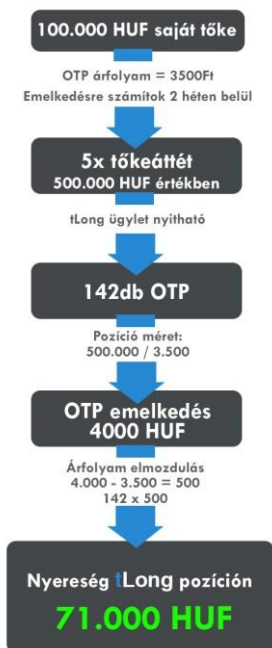 100.000 HUF saját tőke
OTP árfolyam = 3500Ft
Emelkedésre számítok 2 héten belül
5x tőkeáttét
500.000 HUF értékben
tLong ügylet nyitható
142db OTP
Pozíció méret:
500.000 / 3.500
OTP emelkedés
4000 HUF
Árfolyam elmozdulás
4.000 - 3.500 = 500
142 x 500
Nyereség tLong pozíción
71.000 HUF